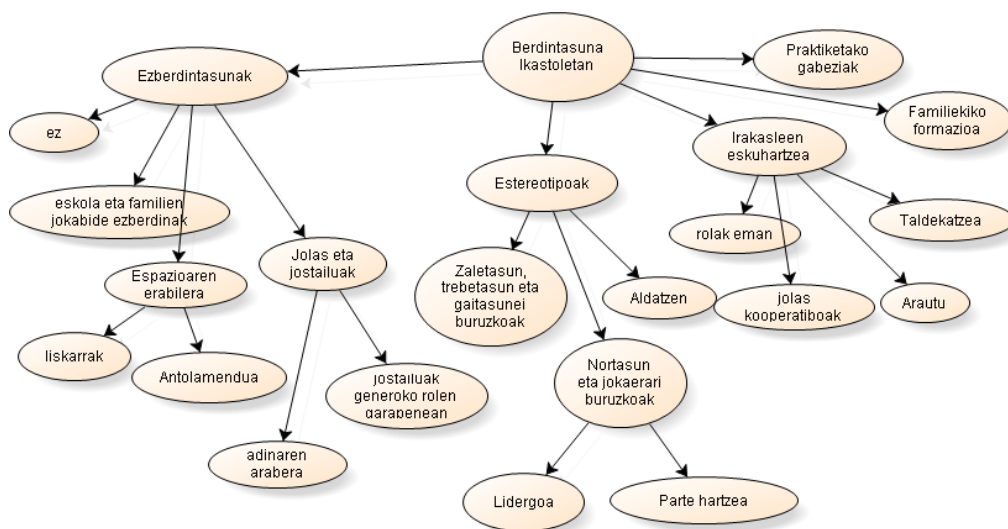 Berdintasuna
Ikastoletan
Praktiketako
gabeziak
Ezberdintasunak
Familiekiko
formazioa
ez
Irakasleen
eskuhartzea
Estereotipoak
eskola eta familien
jokabide ezberdinak
Taldekatzea
rolak eman
Jolas eta
jostailuak
Espazioaren
erabilera
Zaletasun,
trebetasun eta
gaitasunei
buruzkoak
Aldatzen
jolas
kooperatiboak
Arautu
liskarrak
Antolamendua
jostailuak
generoko rolen
garapenean
Nortasun
eta jokaerari
buruzkoak
adinaren
arabera
Lidergoa
Parte hartzea